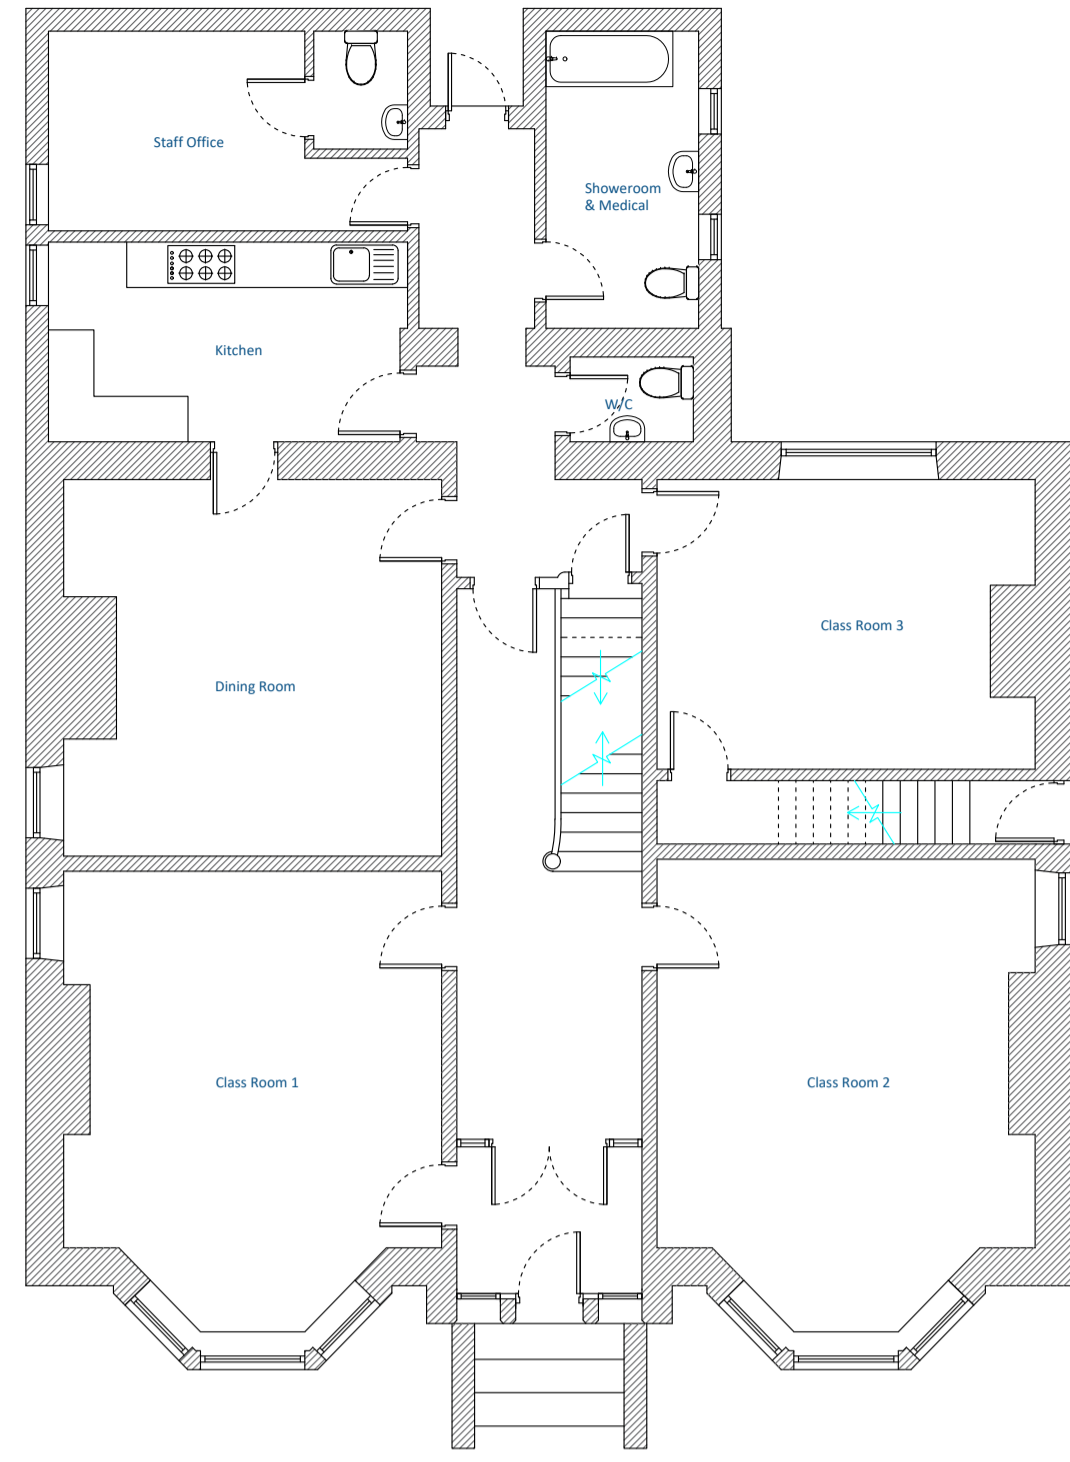 Staff Office
Showeroom
& Medical
Kitchen
W/C
Class Room 3
Dining Room
Class Room 1
Class Room 2